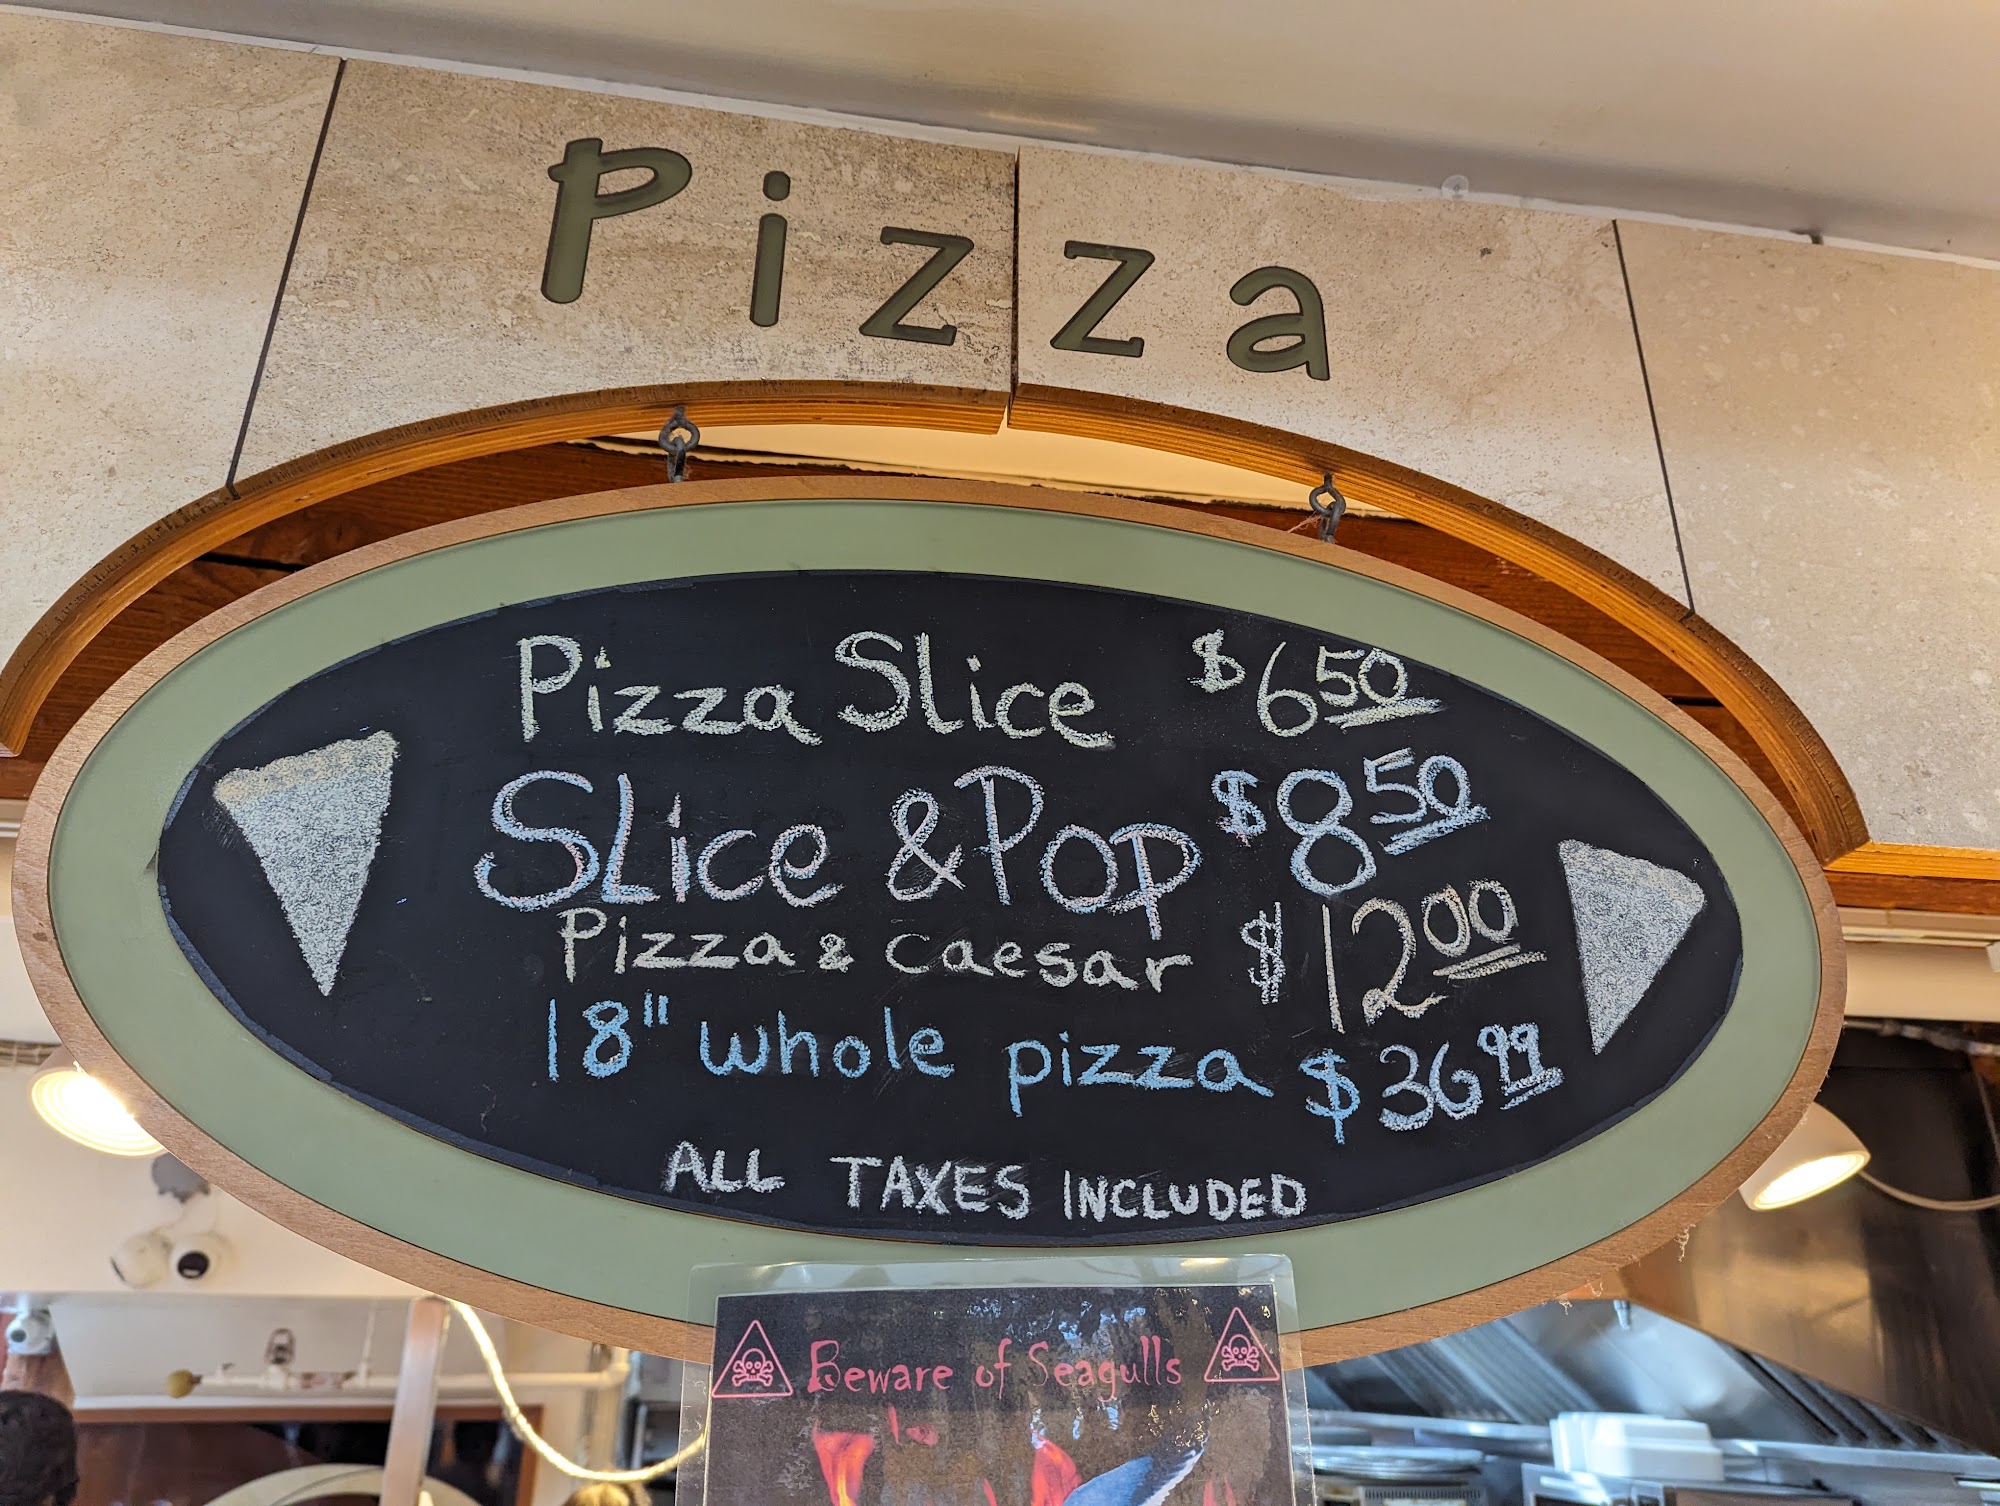 Pizza
Pizza Slice $6.50
Slice & Pop $8.50
Pizza & Caesar $12.00
18" whole pizza $36.99
ALL TAXES INCLUDED
Beware of Seagulls